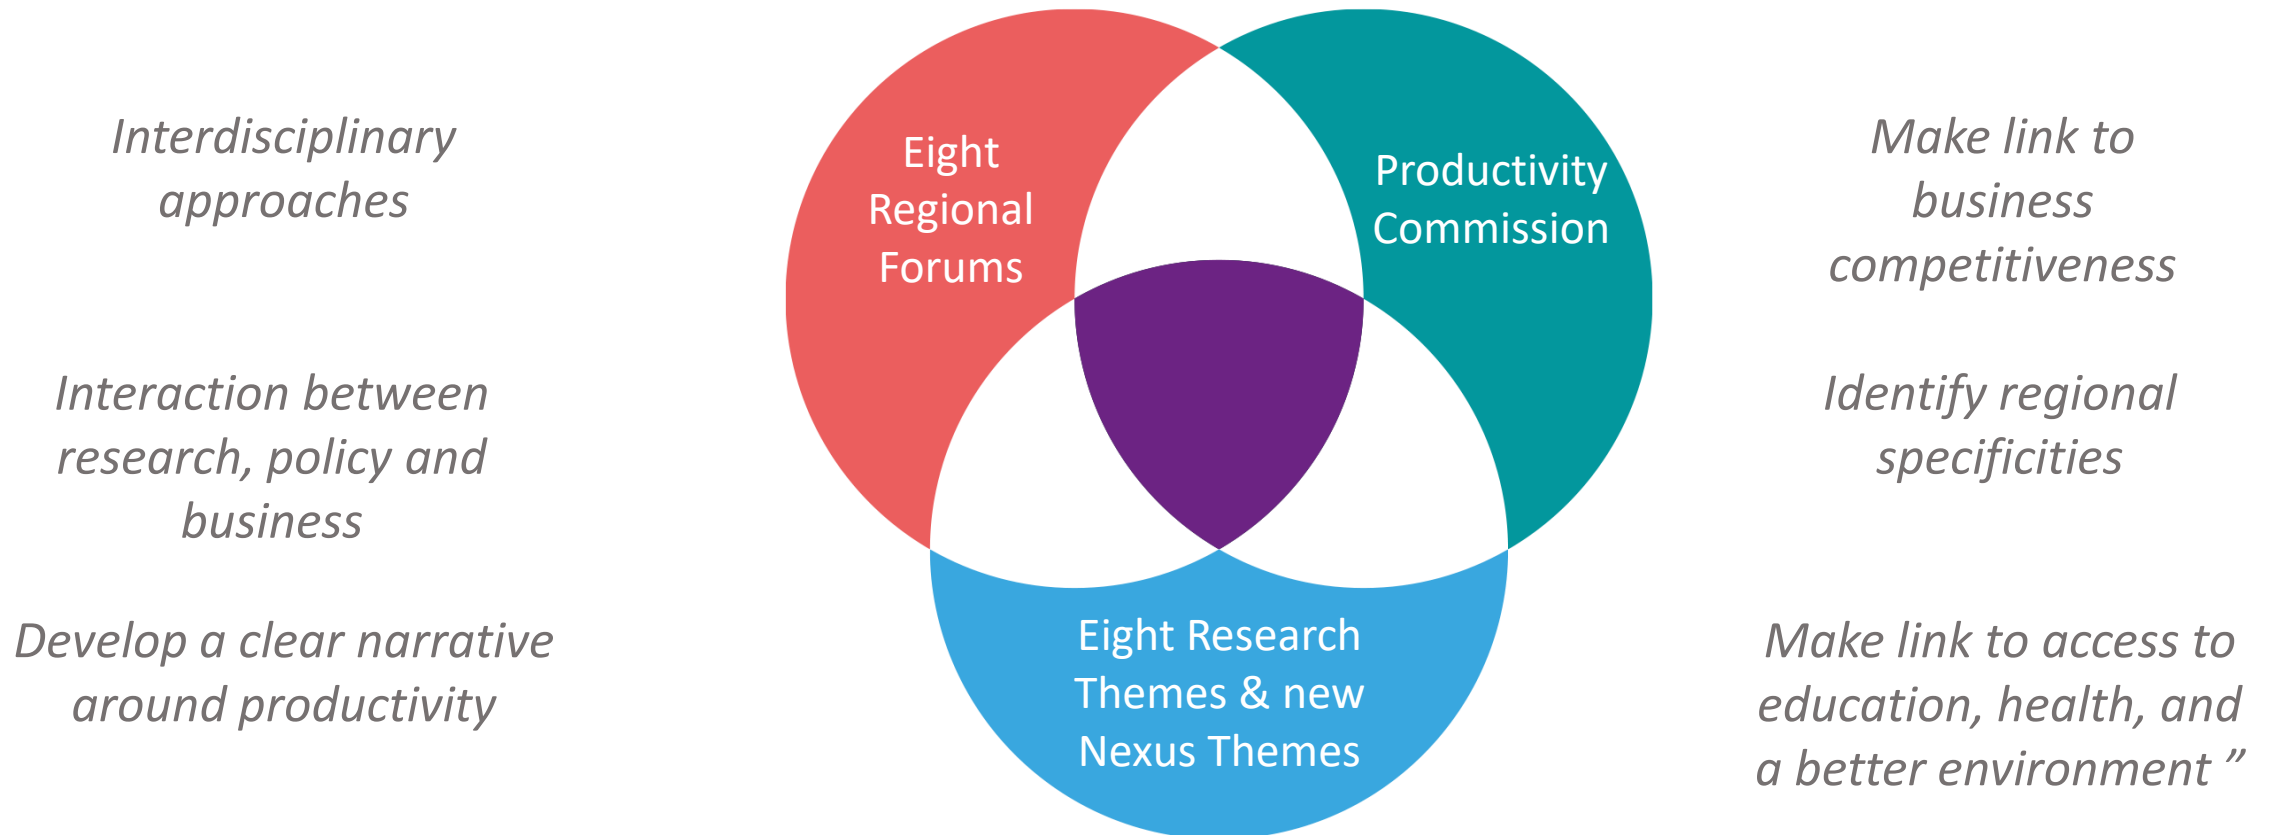 Interdisciplinary
approaches
Interaction between
research, policy and
business
Develop a clear narrative
around productivity
Eight
Regional
Forums
Productivity
Commission
Eight Research
Themes & new
Nexus Themes
Make link to
business
competitiveness
Identify regional
specificities
Make link to access to
education, health, and
a better environment ”